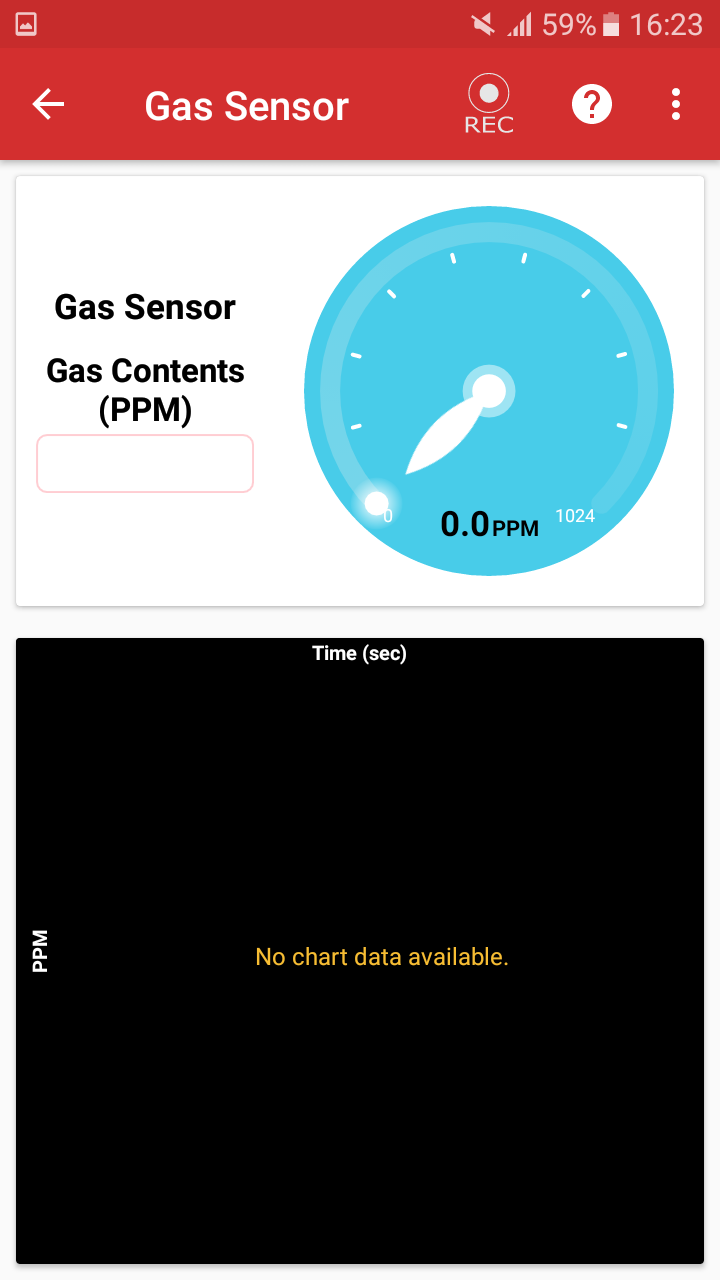 59% 16:23
Gas Sensor
REC
?
Gas Sensor
Gas Contents
(PPM)
0
0.0PPM
1024
Time (sec)
PPM
No chart data available.